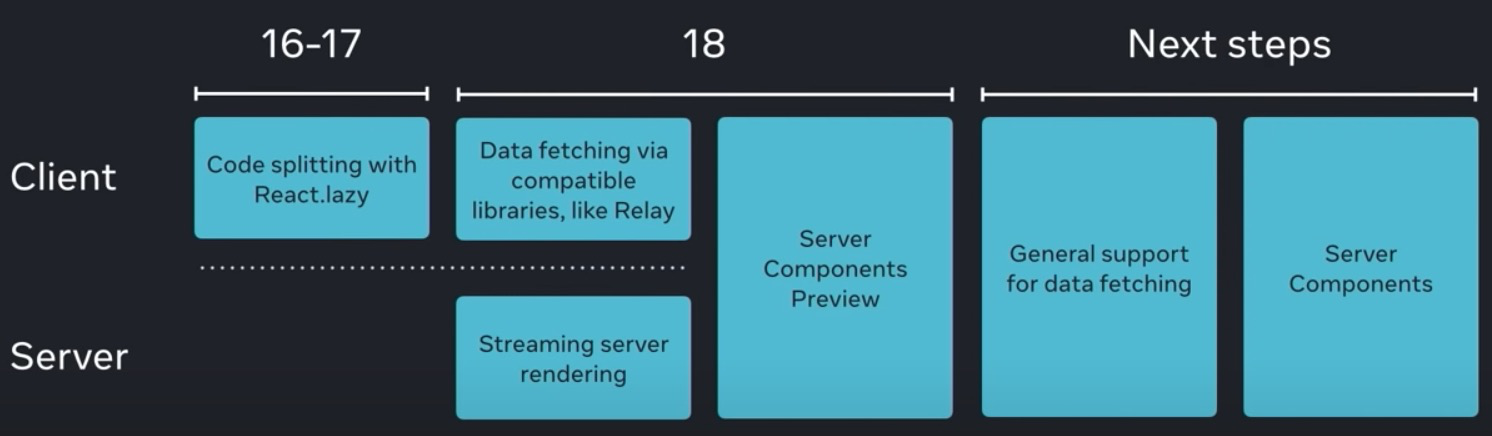 16-17
18
Next steps
Client
Code splitting with
React.lazy
Data fetching via
compatible
libraries, like Relay
Server
Components
Preview
General support
for data fetching
Server
Components
Server
Streaming server
rendering